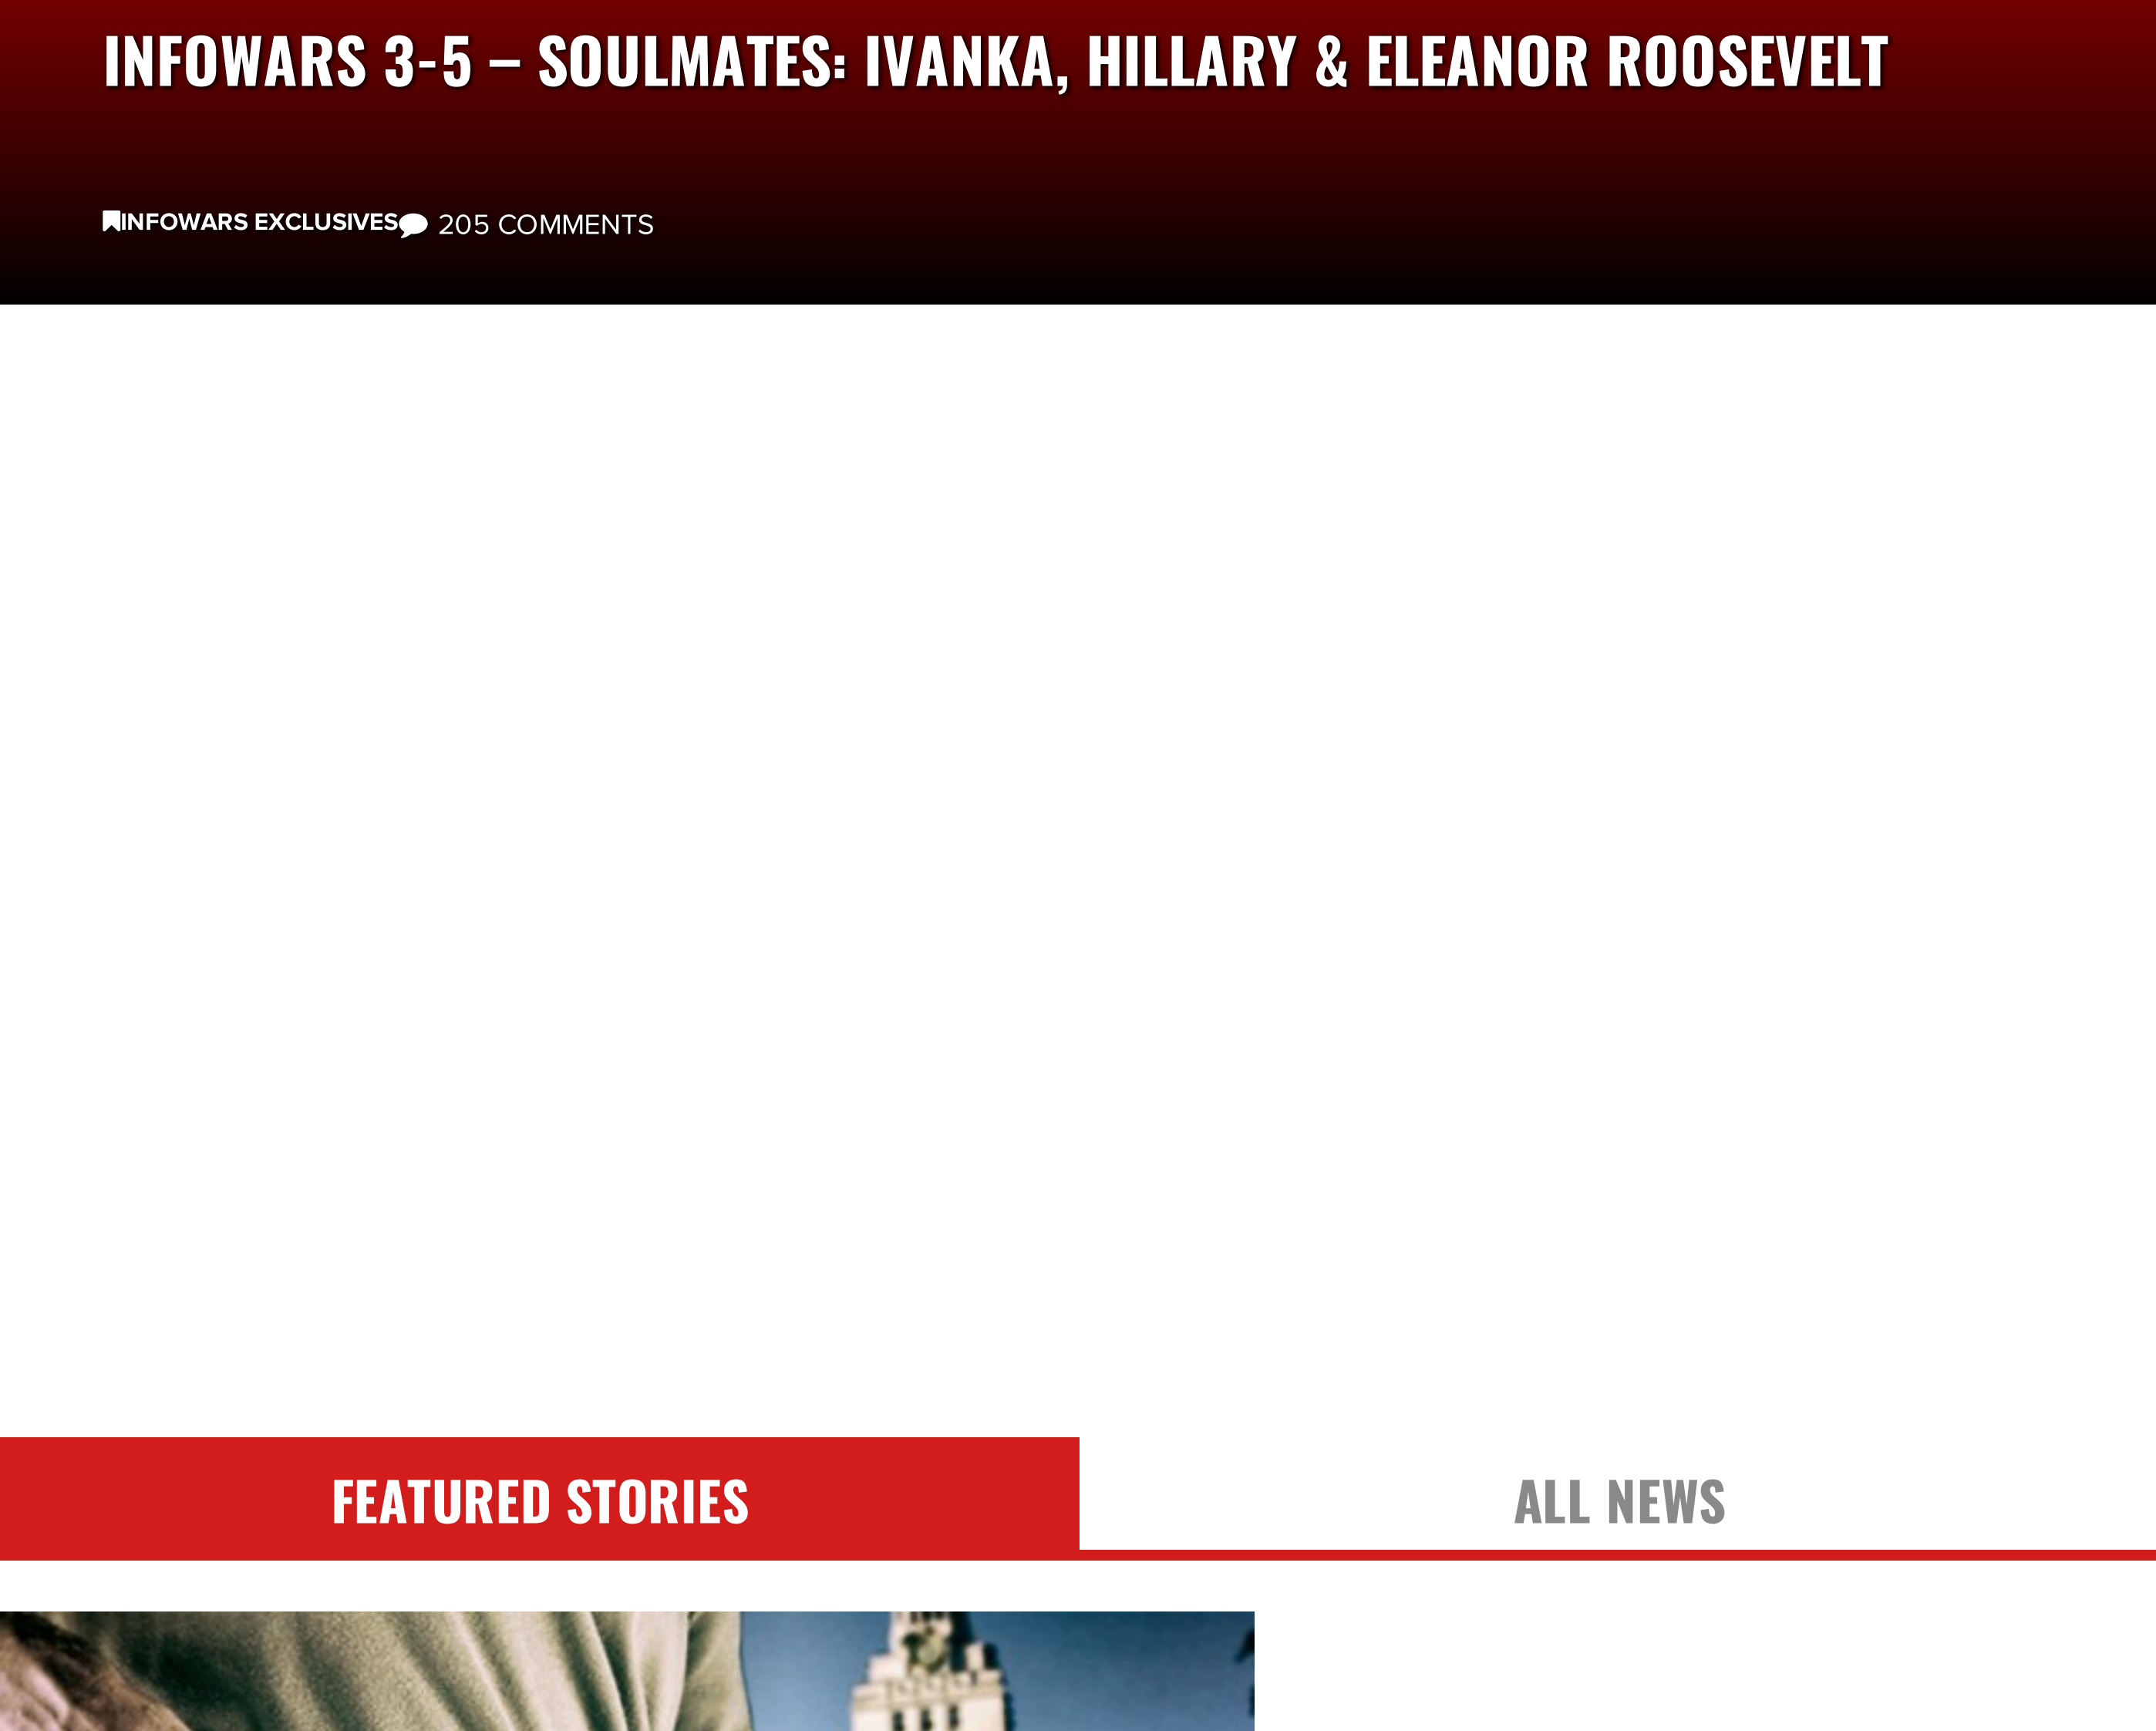 INFOWARS 3-5 – SOULMATES: IVANKA, HILLARY & ELEANOR ROOSEVELT
INFOWARS EXCLUSIVES 205 COMMENTS
FEATURED STORIES
ALL NEWS